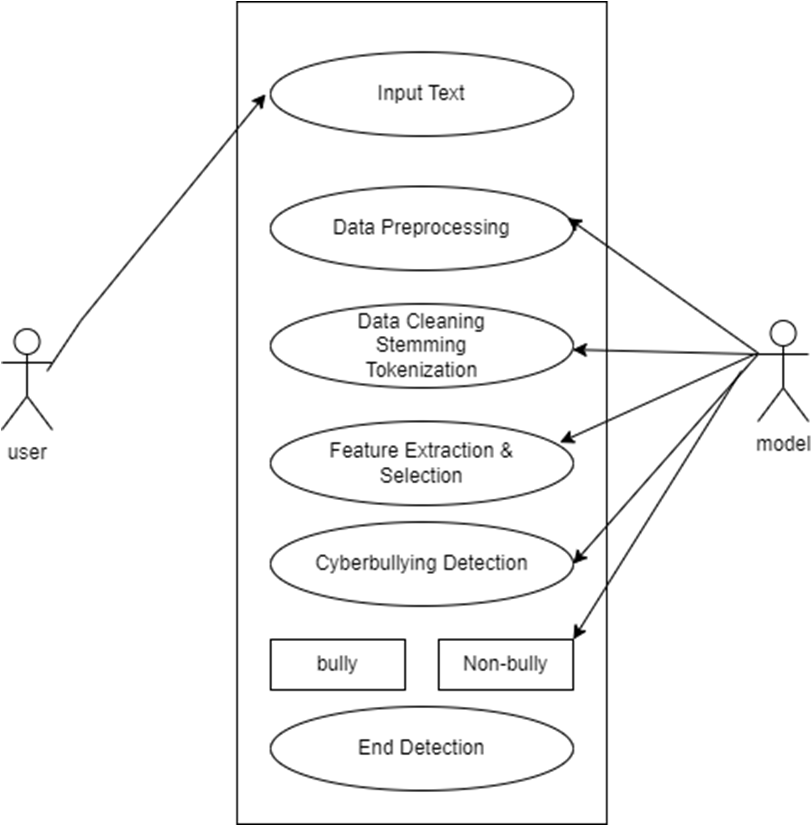 Input Text
Data Preprocessing
Data Cleaning
Stemming
Tokenization
Feature Extraction &
Selection
Cyberbullying Detection
bully
Non-bully
End Detection
user
model